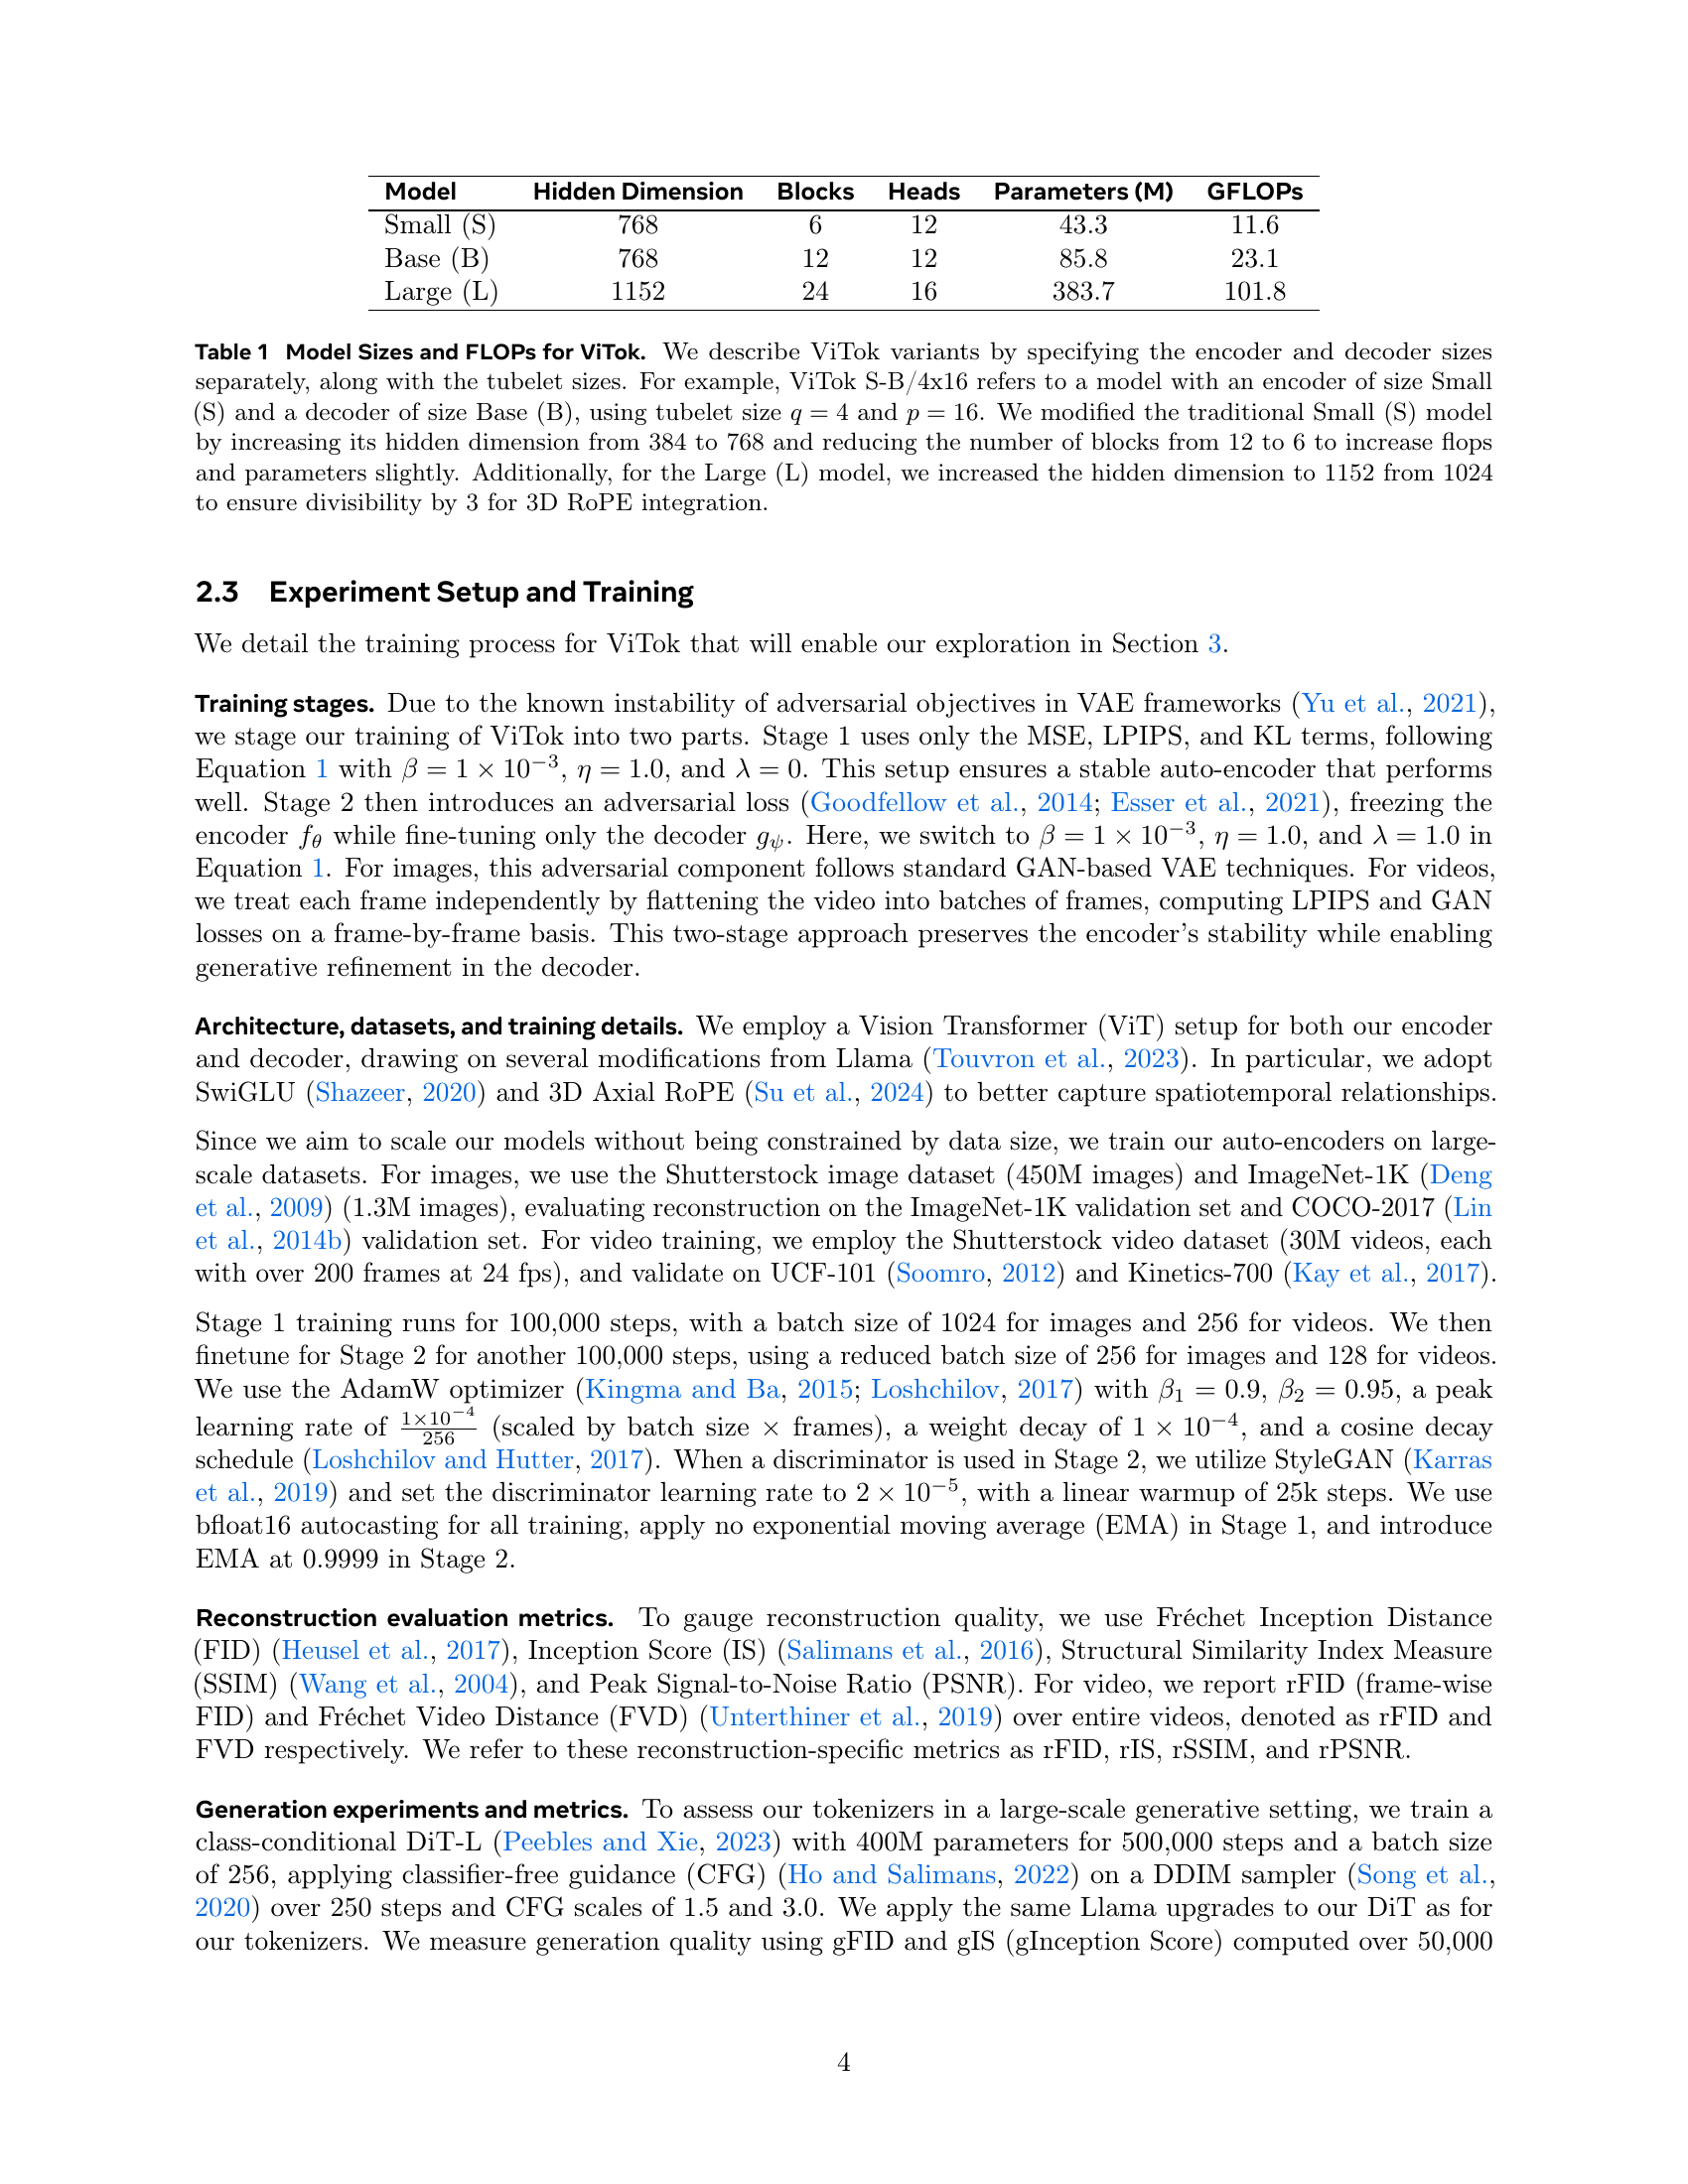 Model Hidden Dimension Blocks Heads Parameters (M) GFLOPs
Small (S) 768 6 12 43.3 11.6
Base (B) 768 12 12 85.8 23.1
Large (L) 1152 24 16 383.7 101.8
Table 1 Model Sizes and FLOPs for ViTok. We describe ViTok variants by specifying the encoder and decoder sizes
separately, along with the tubelet sizes. For example, ViTok S-B/4x16 refers to a model with an encoder of size Small
(S) and a decoder of size Base (B), using tubelet size q = 4 and p = 16. We modified the traditional Small (S) model
by increasing its hidden dimension from 384 to 768 and reducing the number of blocks from 12 to 6 to increase flops
and parameters slightly. Additionally, for the Large (L) model, we increased the hidden dimension to 1152 from 1024
to ensure divisibility by 3 for 3D RoPE integration.
2.3 Experiment Setup and Training
We detail the training process for ViTok that will enable our exploration in Section 3.
Training stages. Due to the known instability of adversarial objectives in VAE frameworks (Yu et al., 2021),
we stage our training of ViTok into two parts. Stage 1 uses only the MSE, LPIPS, and KL terms, following
Equation 1 with β = 1 × 10⁻³, η = 1.0, and λ = 0. This setup ensures a stable auto-encoder that performs
well. Stage 2 then introduces an adversarial loss (Goodfellow et al., 2014; Esser et al., 2021), freezing the
encoder f_θ while fine-tuning only the decoder g_ψ. Here, we switch to β = 1 × 10⁻³, η = 1.0, and λ = 1.0 in
Equation 1. For images, this adversarial component follows standard GAN-based VAE techniques. For videos,
we treat each frame independently by flattening the video into batches of frames, computing LPIPS and GAN
losses on a frame-by-frame basis. This two-stage approach preserves the encoder's stability while enabling
generative refinement in the decoder.
Architecture, datasets, and training details. We employ a Vision Transformer (ViT) setup for both our encoder
and decoder, drawing on several modifications from Llama (Touvron et al., 2023). In particular, we adopt
SwiGLU (Shazeer, 2020) and 3D Axial RoPE (Su et al., 2024) to better capture spatiotemporal relationships.
Since we aim to scale our models without being constrained by data size, we train our auto-encoders on large-
scale datasets. For images, we use the Shutterstock image dataset (450M images) and ImageNet-1K (Deng
et al., 2009) (1.3M images), evaluating reconstruction on the ImageNet-1K validation set and COCO-2017 (Lin
et al., 2014b) validation set. For video training, we employ the Shutterstock video dataset (30M videos, each
with over 200 frames at 24 fps), and validate on UCF-101 (Soomro, 2012) and Kinetics-700 (Kay et al., 2017).
Stage 1 training runs for 100,000 steps, with a batch size of 1024 for images and 256 for videos. We then
finetune for Stage 2 for another 100,000 steps, using a reduced batch size of 256 for images and 128 for videos.
We use the AdamW optimizer (Kingma and Ba, 2015; Loshchilov, 2017) with β₁ = 0.9, β₂ = 0.95, a peak
learning rate of 1×10⁻⁴/256 (scaled by batch size × frames), a weight decay of 1 × 10⁻⁴, and a cosine decay
schedule (Loshchilov and Hutter, 2017). When a discriminator is used in Stage 2, we utilize StyleGAN (Karras
et al., 2019) and set the discriminator learning rate to 2 × 10⁻⁵, with a linear warmup of 25k steps. We use
bfloat16 autocasting for all training, apply no exponential moving average (EMA) in Stage 1, and introduce
EMA at 0.9999 in Stage 2.
Reconstruction evaluation metrics. To gauge reconstruction quality, we use Fréchet Inception Distance
(FID) (Heusel et al., 2017), Inception Score (IS) (Salimans et al., 2016), Structural Similarity Index Measure
(SSIM) (Wang et al., 2004), and Peak Signal-to-Noise Ratio (PSNR). For video, we report rFID (frame-wise
FID) and Fréchet Video Distance (FVD) (Unterthiner et al., 2019) over entire videos, denoted as rFID and
FVD respectively. We refer to these reconstruction-specific metrics as rFID, rIS, rSSIM, and rPSNR.
Generation experiments and metrics. To assess our tokenizers in a large-scale generative setting, we train a
class-conditional DiT-L (Peebles and Xie, 2023) with 400M parameters for 500,000 steps and a batch size
of 256, applying classifier-free guidance (CFG) (Ho and Salimans, 2022) on a DDIM sampler (Song et al.,
2020) over 250 steps and CFG scales of 1.5 and 3.0. We apply the same Llama upgrades to our DiT as for
our tokenizers. We measure generation quality using gFID and gIS (gInception Score) computed over 50,000
4